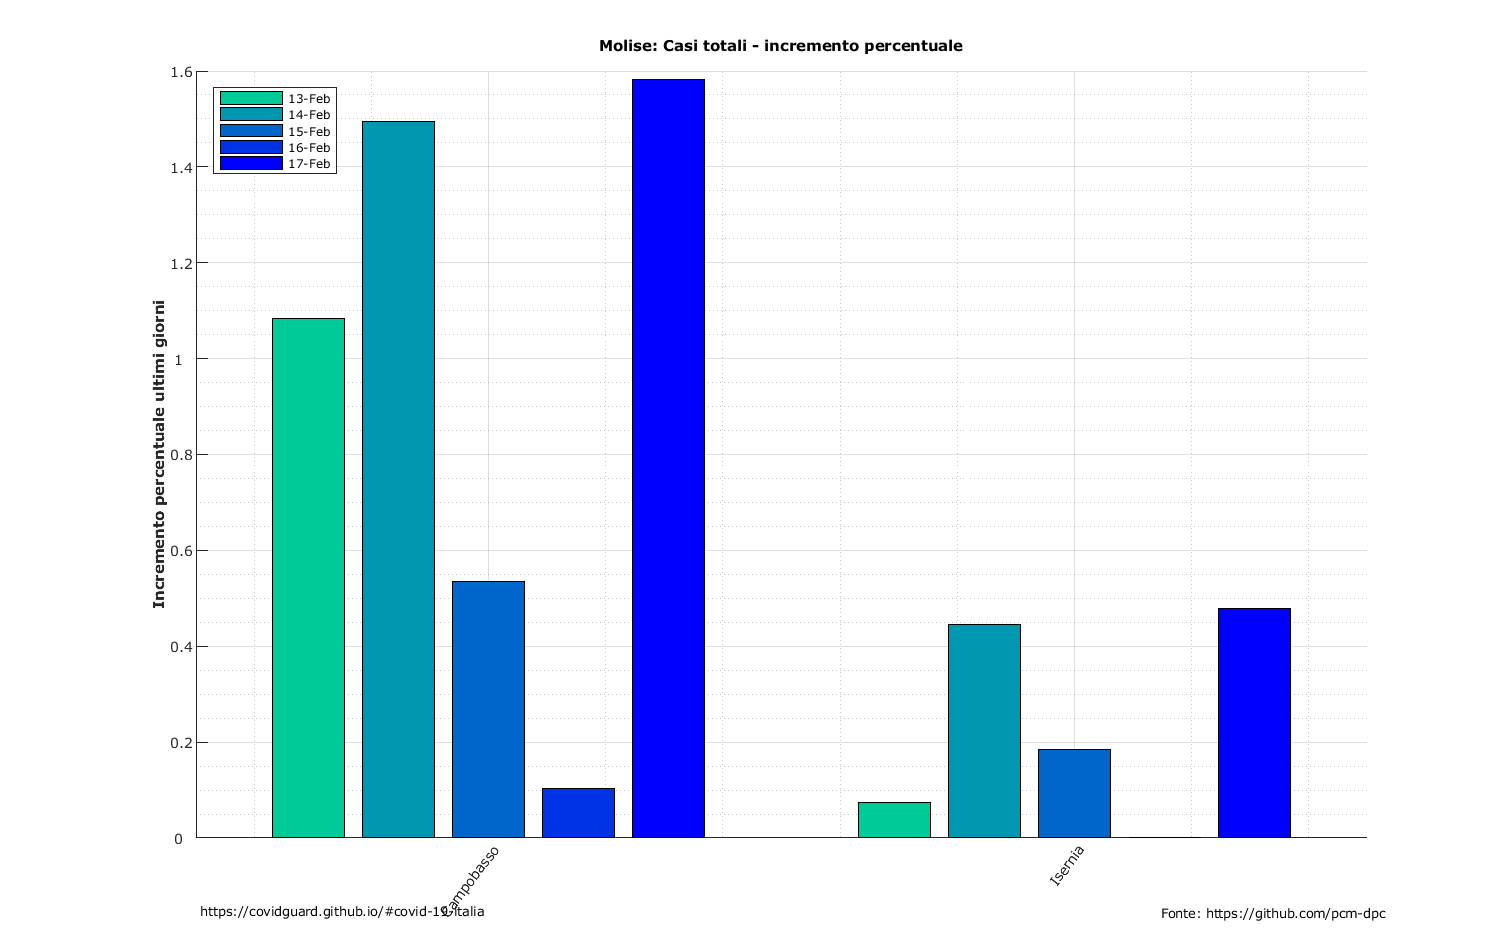 Molise: Casi totali - incremento percentuale
1.6
1.4
1.2
1
0.8
0.6
0.4
0.2
0
Incremento percentuale ultimi giorni
13-Feb
14-Feb
15-Feb
16-Feb
17-Feb
Campobasso
Isernia
https://covidguard.github.io/#covid-19-italia
Fonte: https://github.com/pcm-dpc